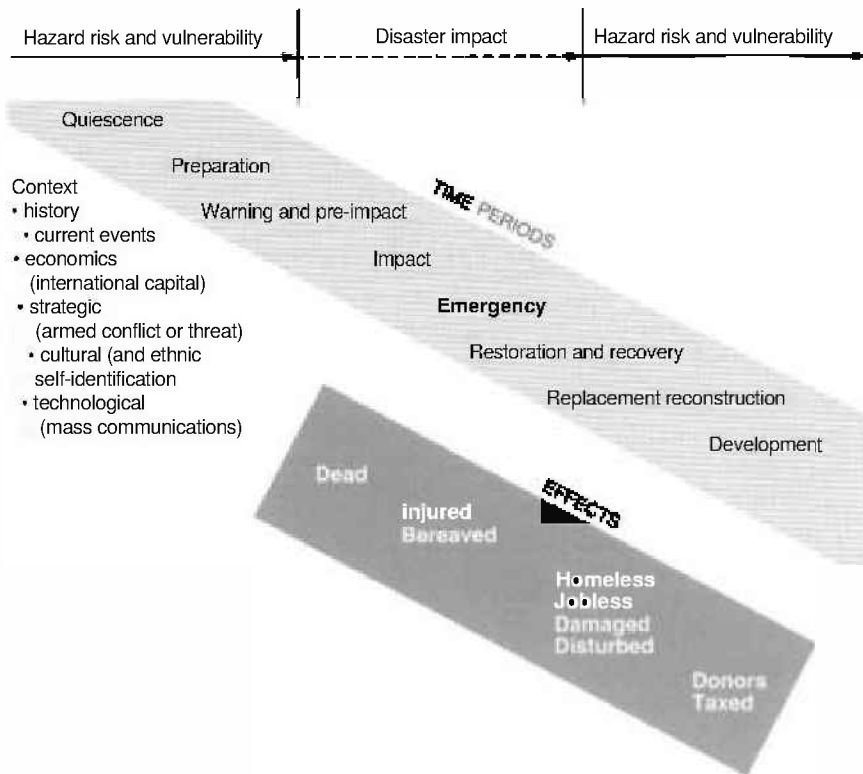 Hazard risk and vulnerability
Disaster impact
Hazard risk and vulnerability
Quiescence
Preparation
Warning and pre-impact
Impact
Emergency
Restoration and recovery
Replacement reconstruction
Development
TIME PERIODS
Context
• history
• current events
• economics
(international capital)
• strategic
(armed conflict or threat)
• cultural (and ethnic
self-identification
• technological
(mass communications)
EFFECTS
Dead
injured
Bereaved
Homeless
Jobless
Damaged
Disturbed
Donors
Taxed